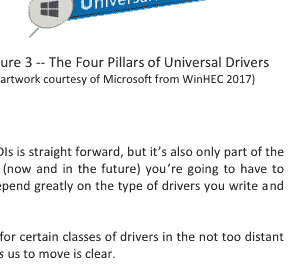 Universal
ure 3 -- The Four Pillars of Universal Drivers
artwork courtesy of Microsoft from WinHEC 2017)
DIs is straight forward, but it's also only part of the
(now and in the future) you're going to have to
epend greatly on the type of drivers you write and
for certain classes of drivers in the not too distant
s us to move is clear.